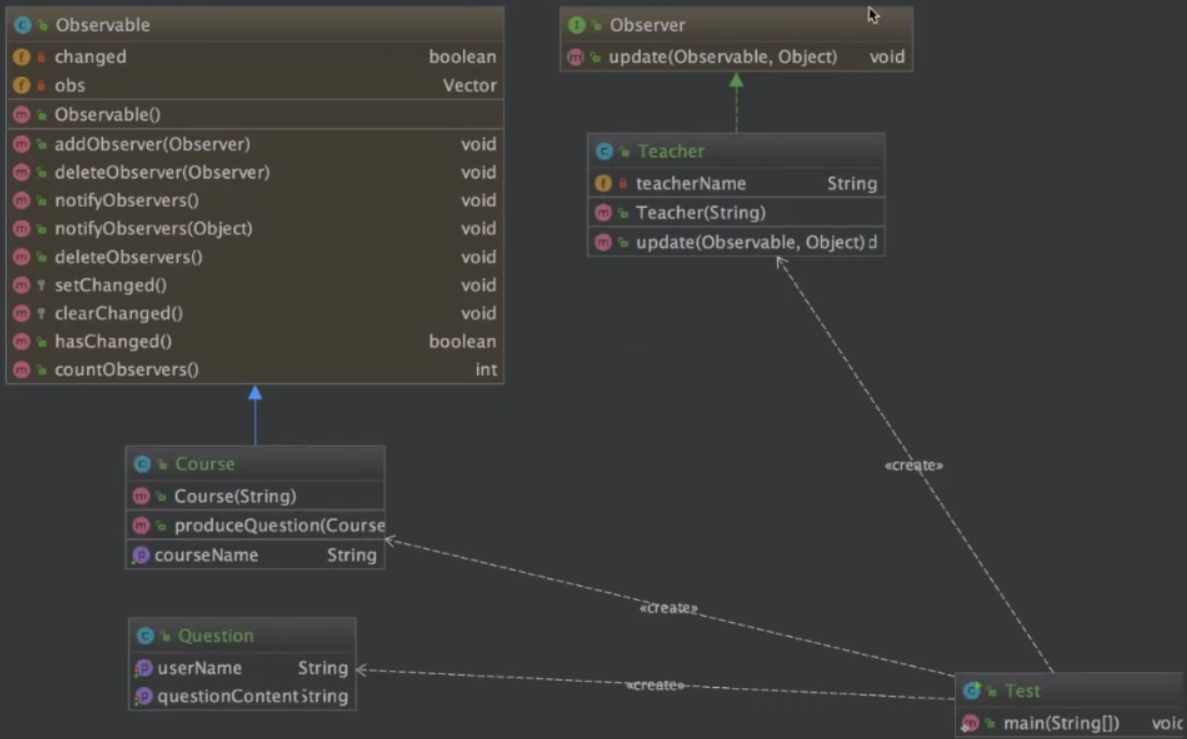 Observable
changed boolean
obs Vector
Observable()
addObserver(Observer) void
deleteObserver(Observer) void
notifyObservers() void
notifyObservers(Object) void
deleteObservers() void
setChanged() void
clearChanged() void
hasChanged() boolean
countObservers() int
Observer
update(Observable, Object) void
Teacher
teacherName String
Teacher(String)
update(Observable, Object) d
«create»
Course
Course(String)
produceQuestion(Course
courseName String
«create»
Question
userName String
questionContent String
«create»
Test
main(String[]) void